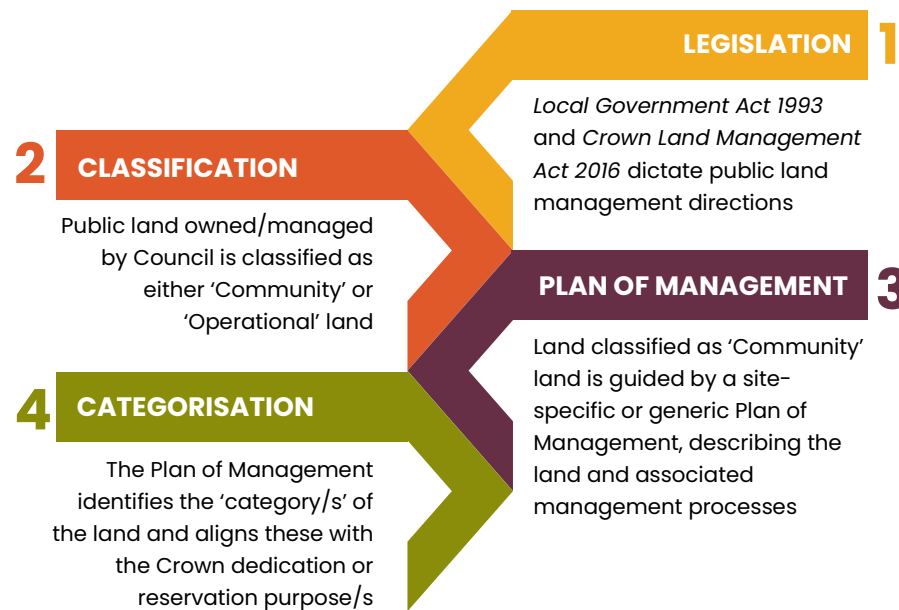 LEGISLATION 1
Local Government Act 1993
and Crown Land Management
Act 2016 dictate public land
management directions
2 CLASSIFICATION
Public land owned/managed
by Council is classified as
either ‘Community’ or
‘Operational’ land
PLAN OF MANAGEMENT 3
Land classified as ‘Community’
land is guided by a site-
specific or generic Plan of
Management, describing the
land and associated
management processes
4 CATEGORISATION
The Plan of Management
identifies the ‘category/s’ of
the land and aligns these with
the Crown dedication or
reservation purpose/s